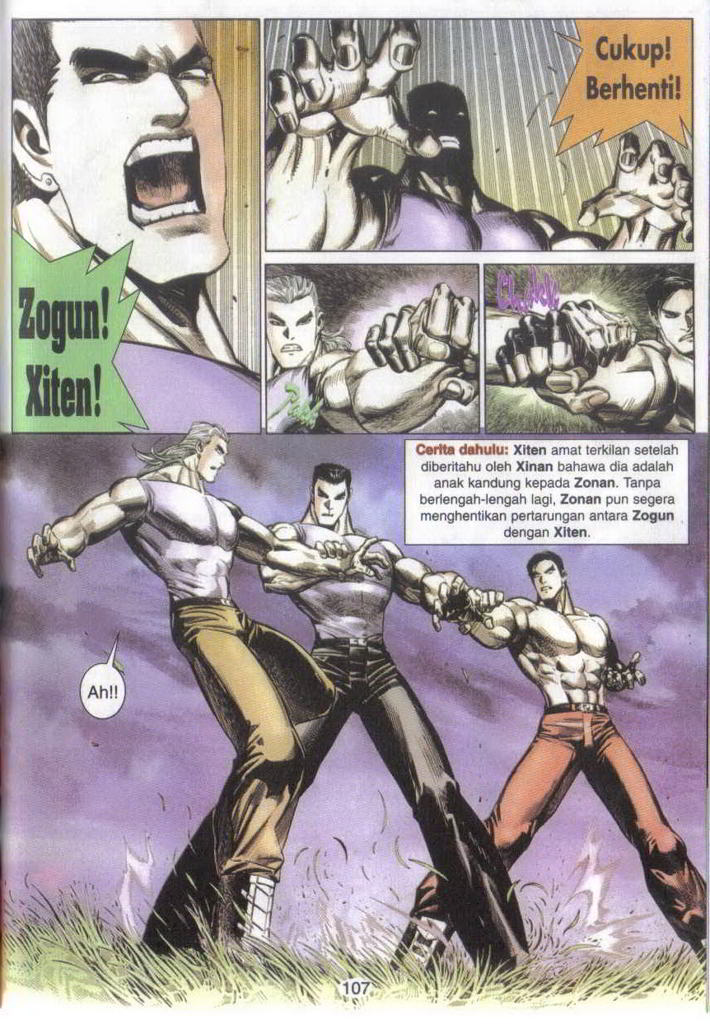 Zogun!
Xiten!
Cukup!
Berhenti!
Cerita dahulu: Xiten amat terkilan setelah
diberitahu oleh Xinan bahawa dia adalah
anak kandung kepada Zonan. Tanpa
berlengah-lengah lagi, Zonan pun segera
menghentikan pertarungan antara Zogun
dengan Xiten.
Ah!!
107